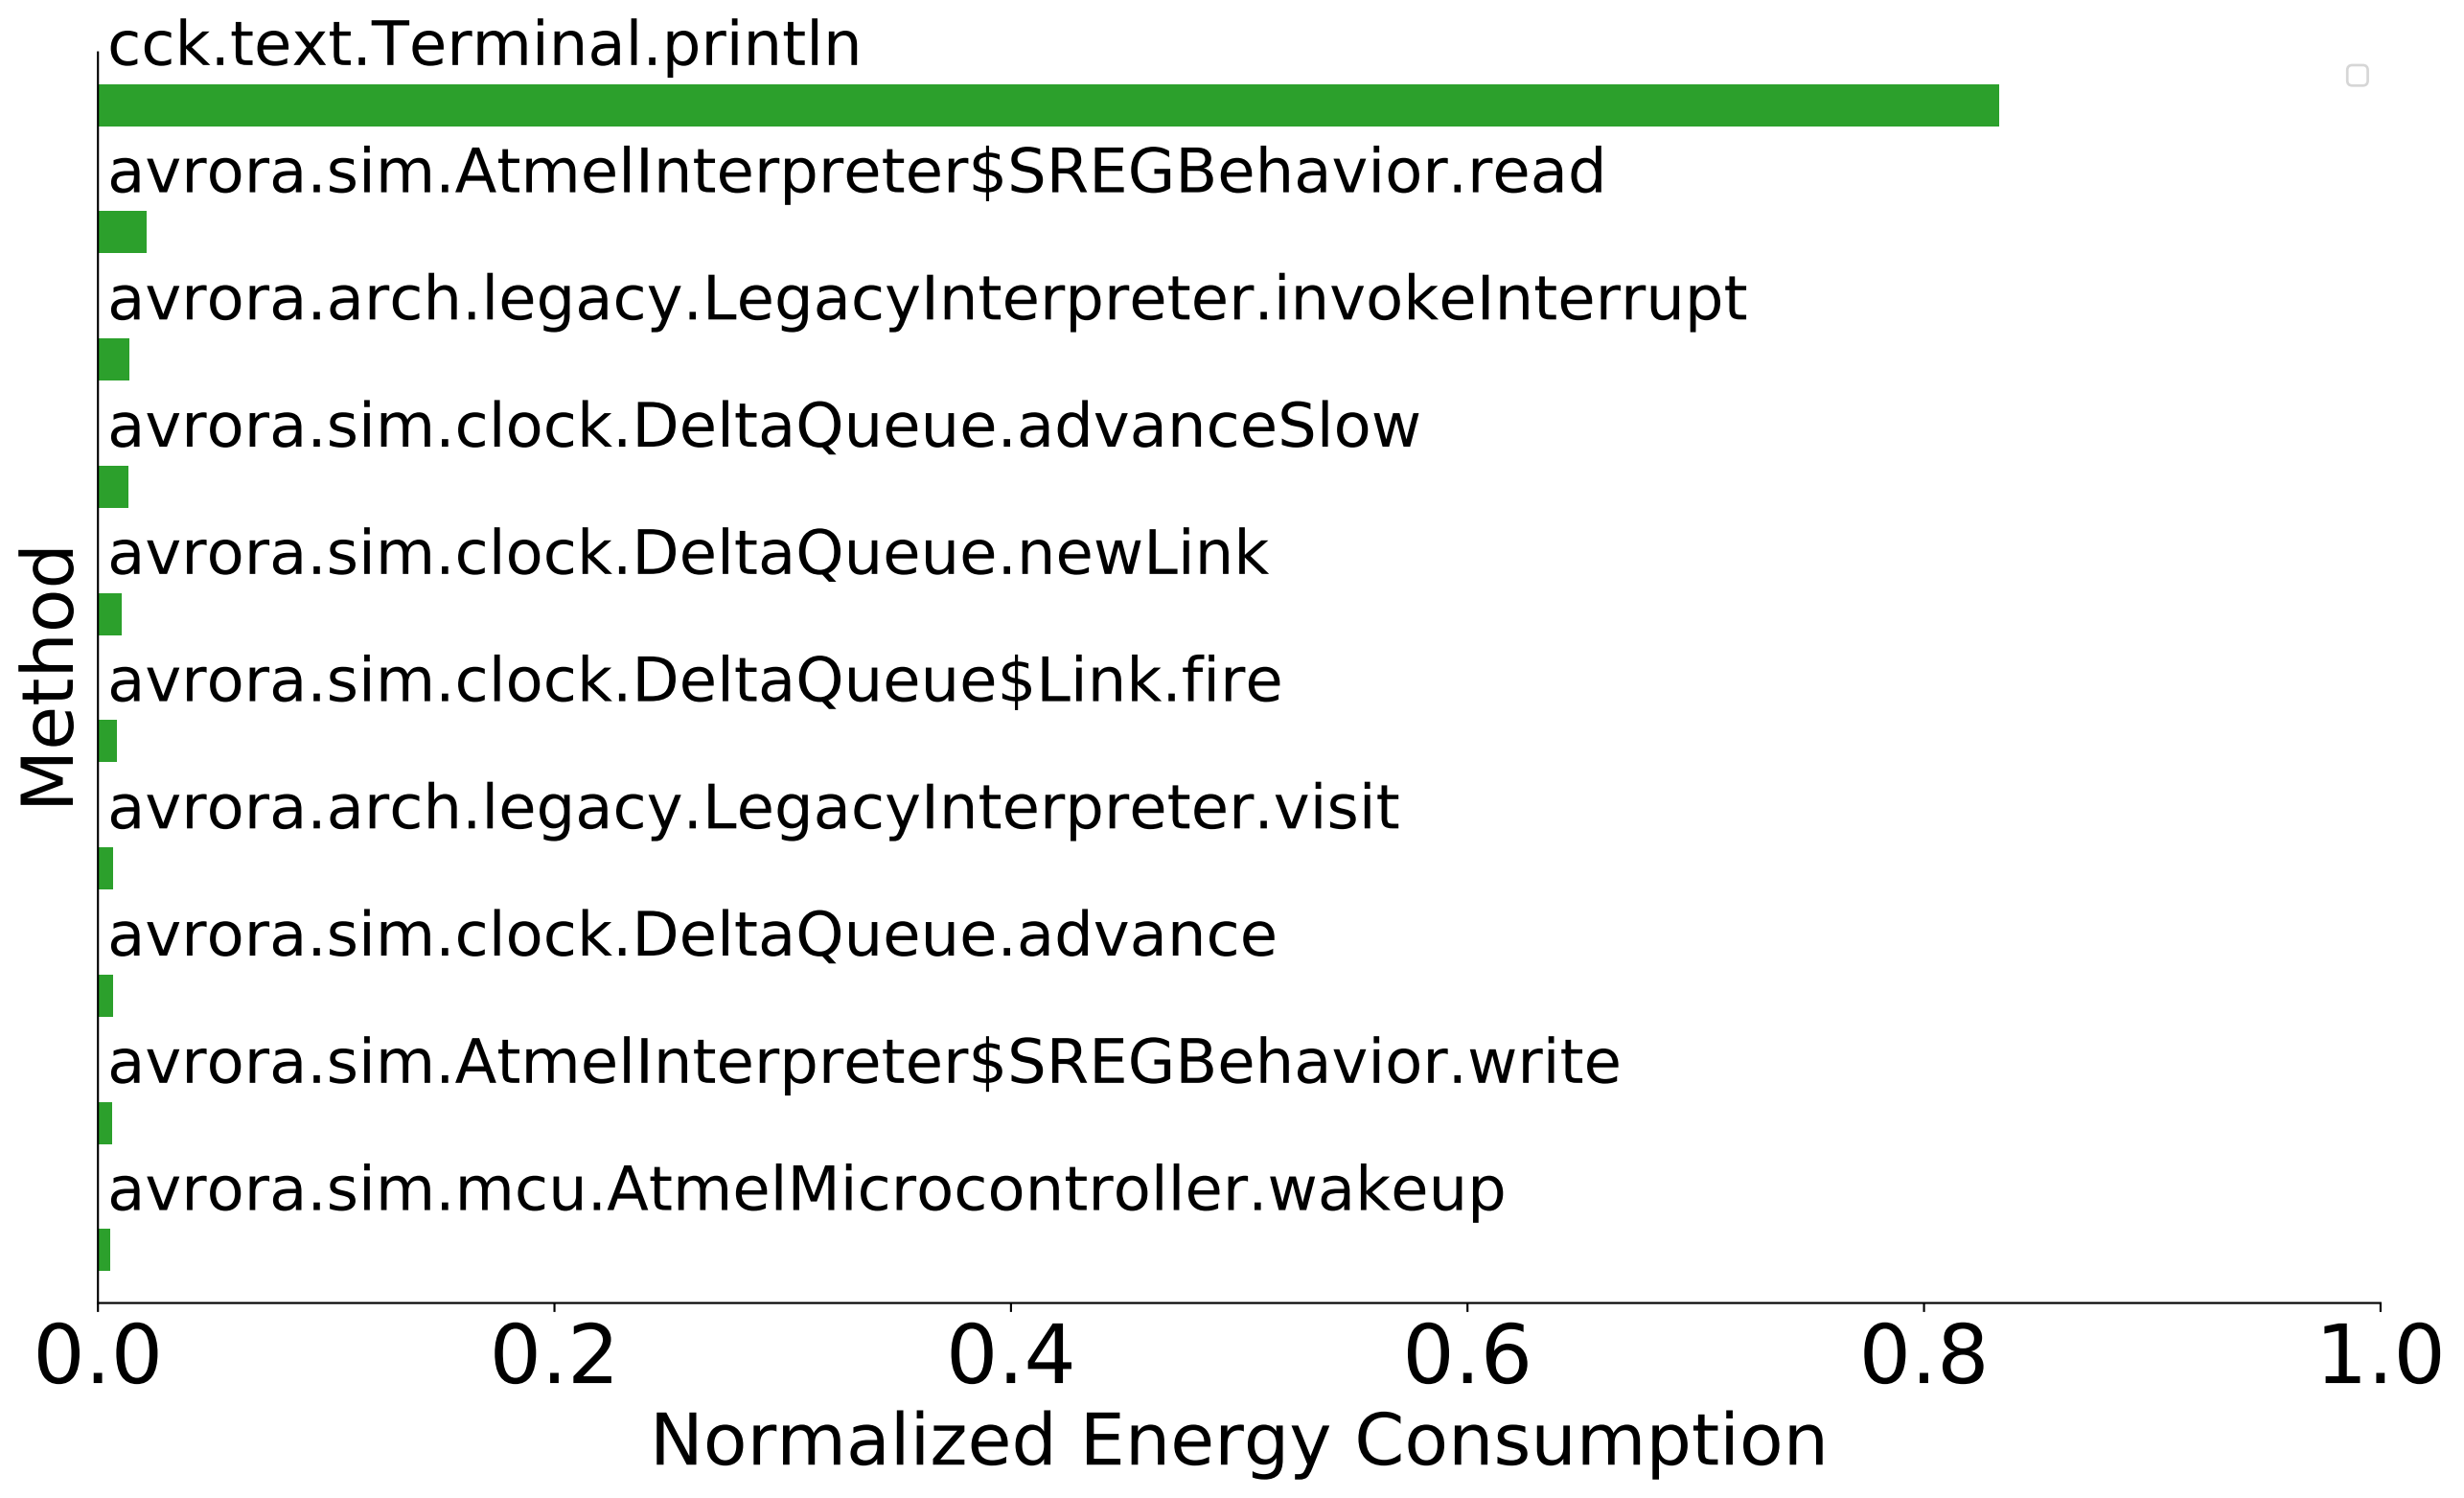 cck.text.Terminal.println
avrora.sim.AtmelInterpreter$SREGBehavior.read
avrora.arch.legacy.LegacyInterpreter.invokeInterrupt
avrora.sim.clock.DeltaQueue.advanceSlow
avrora.sim.clock.DeltaQueue.newLink
avrora.sim.clock.DeltaQueue$Link.fire
avrora.arch.legacy.LegacyInterpreter.visit
avrora.sim.clock.DeltaQueue.advance
avrora.sim.AtmelInterpreter$SREGBehavior.write
avrora.sim.mcu.AtmelMicrocontroller.wakeup
Method
0.0 0.2 0.4 0.6 0.8 1.0
Normalized Energy Consumption